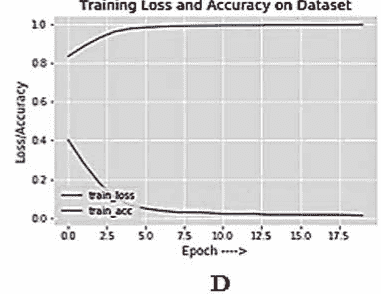 Training Loss and Accuracy on Dataset
Loss/Accuracy
1.0
0.8
0.6
0.4
0.2
0.0
train_loss
train_acc
0.0 2.5 5.0 7.5 10.0 12.5 15.0 17.5
Epoch ---->
D